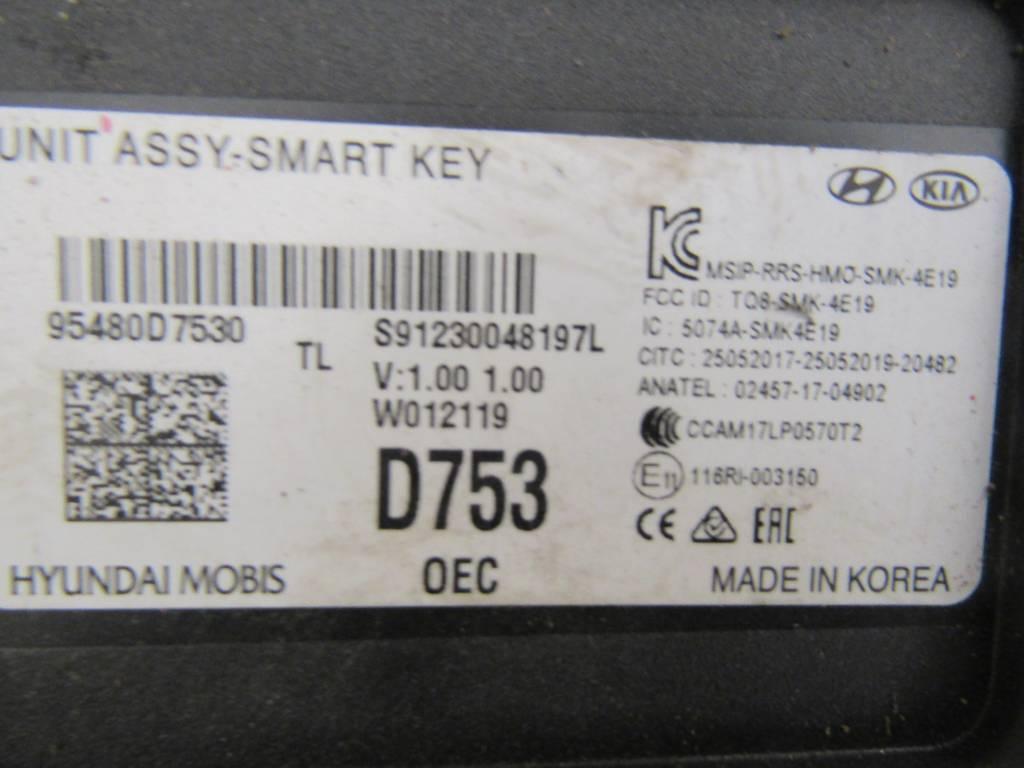 UNIT ASSY-SMART KEY
KIA
MSIP-RRS-HMO-SMK-4E19
FCC ID : TQ8-SMK-4E19
IC : 5074A-SMK4E19
CITC : 25052017-25052019-20482
ANATEL : 02457-17-04902
CCAM17LP0570T2
E11 116RI-003150
CE EAC
95480D7530
TL
S91230048197L
V:1.00 1.00
W012119
D753
OEC
HYUNDAI MOBIS
MADE IN KOREA